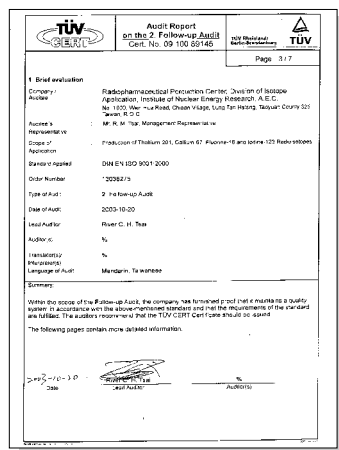 TÜV
CERT
Audit Report
on the 2. Follow-up Audit
Cert. No. 09 100 69145
TÜV Rheinland/
Berlin-Brandenburg
TÜV
Page 3/7
1 Brief evaluation
Company /
Auditee
Radiopharmaceutical Production Center, Division of Isotope
Application, Institute of Nuclear Energy Research, A.E.C.
Road, Village, Lung Tan Hsiang, Taoyuan County 325
Taiwan, R.O.C
Auditee's
Representative
Mr. R. M. Tsai, Management Representative
Scope of
Application
Production of Thallium 201, Gallium 67, Fluorine-18 and Iodine-123 Radioisotopes
Standard Applied
DIN EN ISO 9001:2000
Order Number
Type of Audit
2. Follow-up Audit
Date of Audit
2003-10-20
Lead Auditor
River C. H. Tsai
Auditor(s)
%
Translator(s)/
Interpreter(s)
%
Language of Audit
Mandarin, Taiwanese
Summary:
Within the scope of the Follow-up Audit, the company has furnished proof that it maintains a quality
system in accordance with the above-mentioned standard and that the requirements of the standard
are fulfilled. The auditors recommend that the TÜV CERT Certificate should be issued
The following pages contain more detailed information.
2003-10-20
Date
River C. H. Tsai
Lead Auditor
%
Auditor(s)